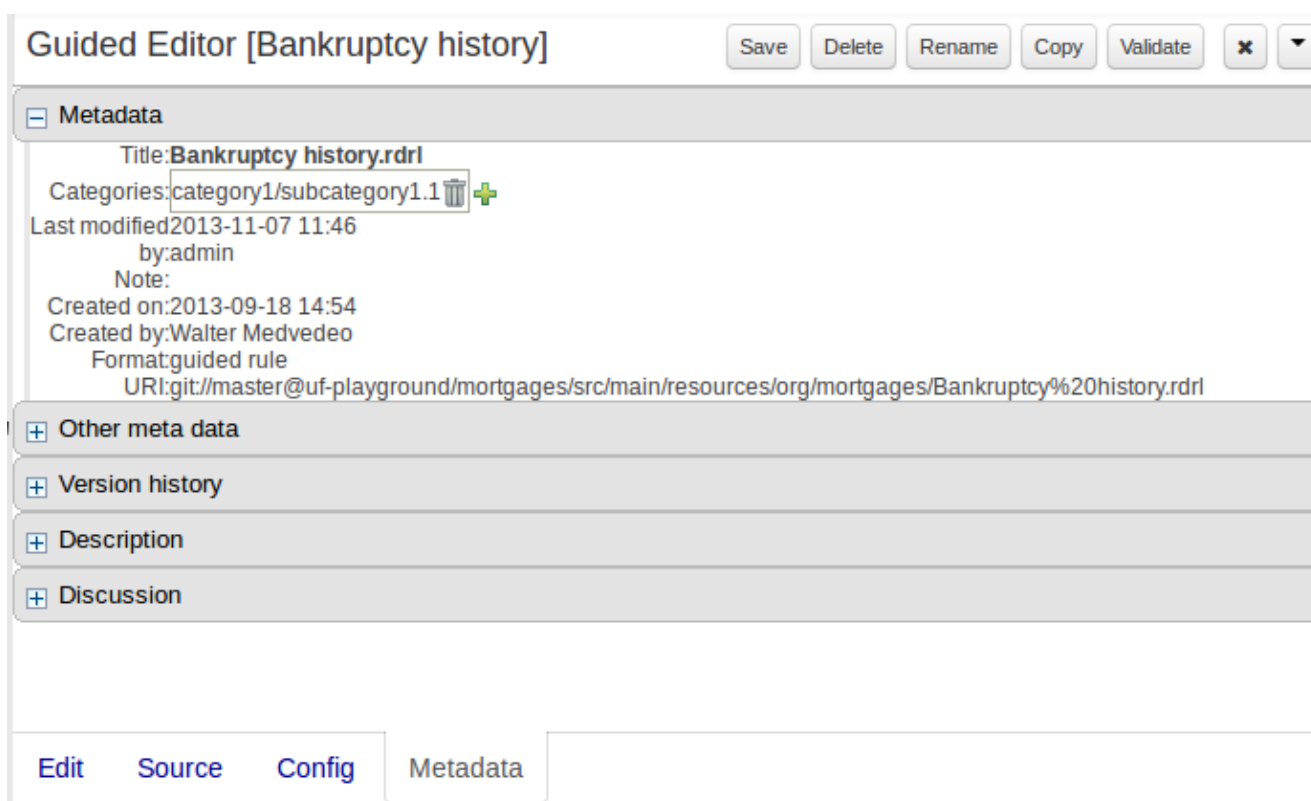 Guided Editor [Bankruptcy history] Save Delete Rename Copy Validate
Metadata
Title:Bankruptcy history.rdrl
Categories:category1/subcategory1.1
Last modified2013-11-07 11:46
by:admin
Note:
Created on:2013-09-18 14:54
Created by:Walter Medvedeo
Format:guided rule
URI:git://master@uf-playground/mortgages/src/main/resources/org/mortgages/Bankruptcy%20history.rdrl
Other meta data
Version history
Description
Discussion
Edit Source Config Metadata